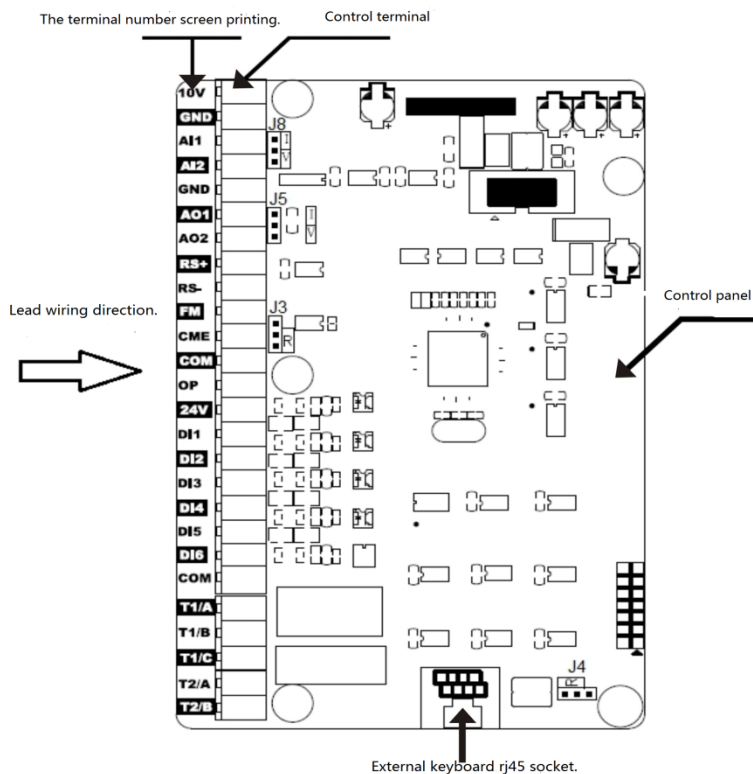 The terminal number screen printing.
Control terminal
10V
GND
AI1
AI2
GND
AO1
AO2
RS+
RS-
FM
CME
COM
OP
24V
DI1
DI2
DI3
DI4
DI5
DI6
COM
T1/A
T1/B
T1/C
T2/A
T2/B
J8
I
V
J5
I
V
J3
R
Lead wiring direction.
Control panel
J4
R
External keyboard rj45 socket.